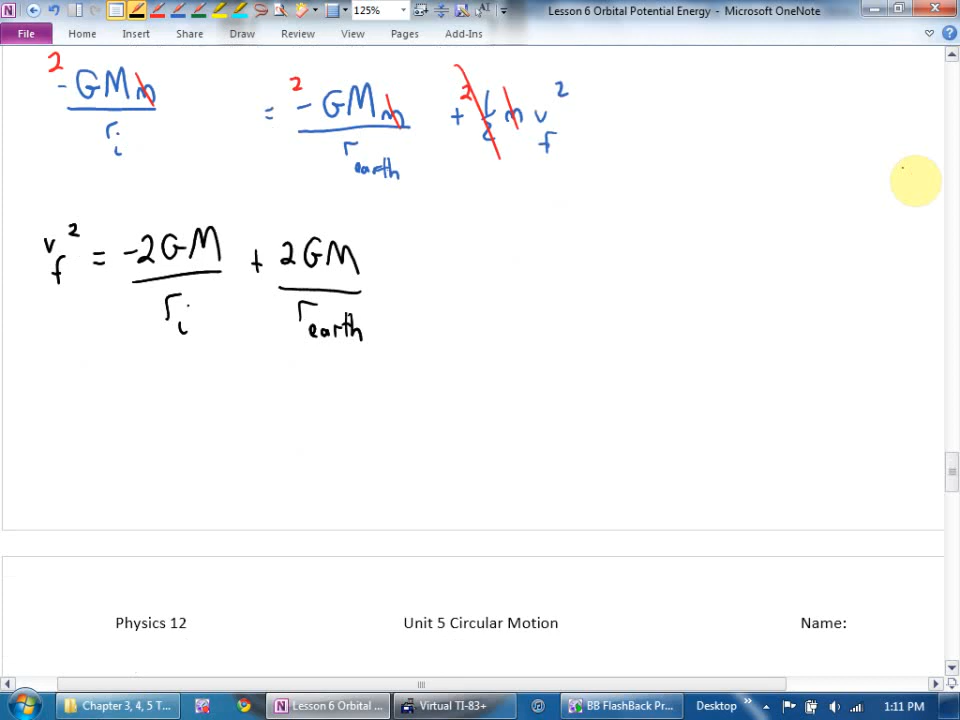 125%
Lesson 6 Orbital Potential Energy - Microsoft OneNote
File Home Insert Share Draw Review View Pages Add-Ins
2 2 2 2
- GMm = - GMm + 1/2 m v f
r i r earth
v f 2 = -2GM + 2GM
r i r earth
Physics 12 Unit 5 Circular Motion Name:
Chapter 3, 4, 5 T... Lesson 6 Orbital ... Virtual TI-83+ BB FlashBack Pr... Desktop » 1:11 PM